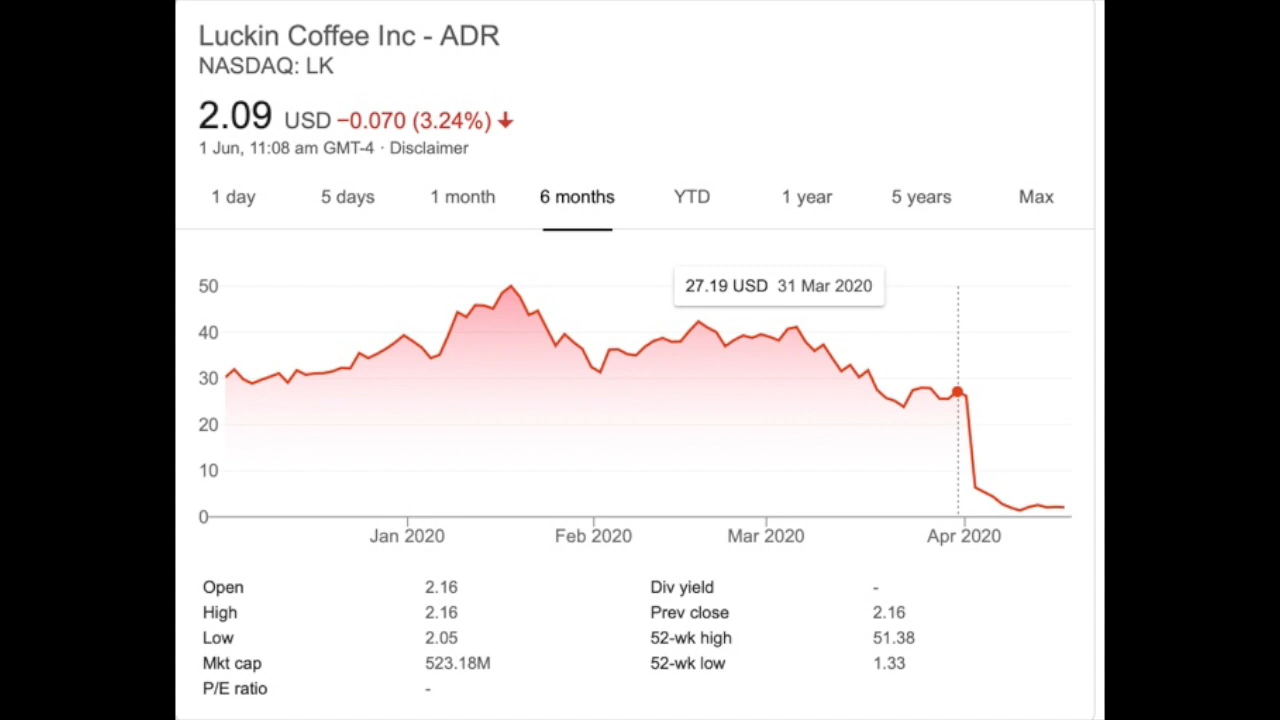 Luckin Coffee Inc - ADR
NASDAQ: LK
2.09 USD −0.070 (3.24%) ↓
1 Jun, 11:08 am GMT-4 · Disclaimer
1 day 5 days 1 month 6 months YTD 1 year 5 years Max
27.19 USD 31 Mar 2020
50
40
30
20
10
0
Jan 2020 Feb 2020 Mar 2020 Apr 2020
Open 2.16 Div yield -
High 2.16 Prev close 2.16
Low 2.05 52-wk high 51.38
Mkt cap 523.18M 52-wk low 1.33
P/E ratio -